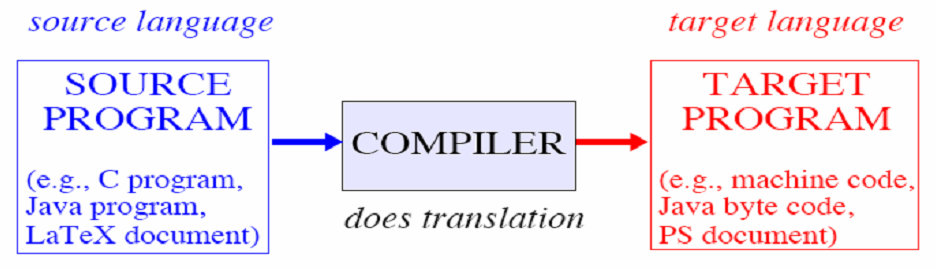 source language
target language
SOURCE
PROGRAM
(e.g., C program,
Java program,
LaTeX document)
COMPILER
does translation
TARGET
PROGRAM
(e.g., machine code,
Java byte code,
PS document)